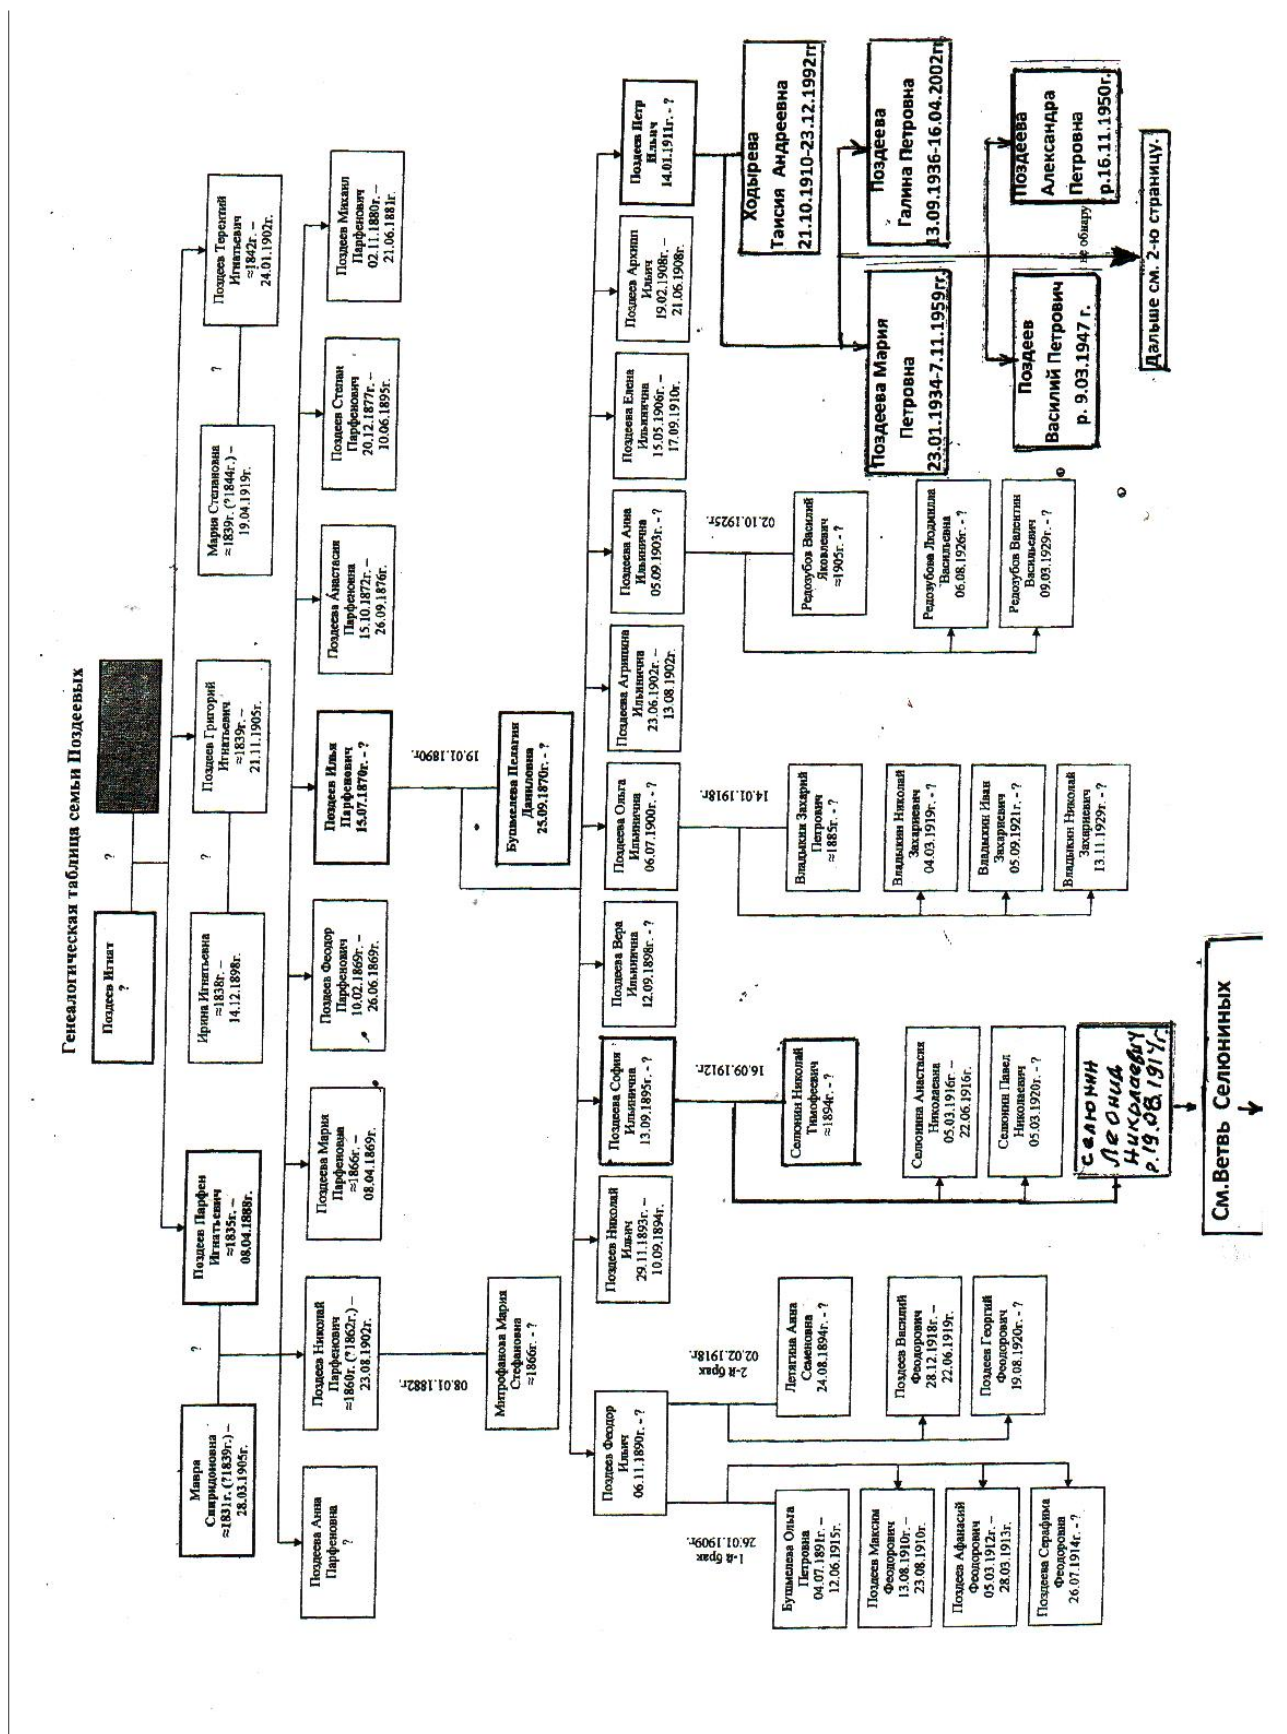 Генеалогическая таблица семьи Поздеевых
Поздеев Игнат
?
?
Мавра
Спиридоновна
≈1831г. (?1839г.) –
28.03.1905г.
?
Поздеев Парфен
Игнатьевич
≈1835г. –
08.04.1888г.
Ирина Игнатьевна
≈1838г. –
14.12.1898г.
?
Поздеев Григорий
Игнатьевич
≈1839г. –
21.11.1905г.
Мария Степановна
≈1839г. (?1844г.) –
19.04.1919г.
?
Поздеев Терентий
Игнатьевич
≈1842г. –
24.01.1902г.
Поздеева Анна
Парфеновна
?
Поздеев Николай
Парфенович
≈1860г. (?1862г.) –
23.08.1902г.
Поздеева Мария
Парфеновна
≈1866г. –
08.04.1869г.
Поздеев Феодор
Парфенович
10.02.1869г. –
26.06.1869г.
Поздеев Илья
Парфенович
15.07.1870г. - ?
Поздеева Анастасия
Парфеновна
15.10.1872г. –
26.09.1876г.
Поздеев Степан
Парфенович
20.12.1877г. –
10.06.1895г.
Поздеев Михаил
Парфенович
02.11.1880г. –
21.06.1881г.
08.01.1882г.
19.01.1890г.
Митрофанова Мария
Стефановна
≈1866г. - ?
Бушмелева Пелагия
Даниловна
25.09.1870г. - ?
Поздеев Феодор
Ильич
06.11.1890г. - ?
Поздеев Николай
Ильич
29.11.1893г. –
10.09.1894г.
Поздеева София
Ильинична
13.09.1895г. - ?
Поздеева Вера
Ильинична
12.09.1898г. - ?
Поздеева Ольга
Ильинична
06.07.1900г. - ?
Поздеева Агрипина
Ильинична
23.06.1902г. –
13.08.1902г.
Поздеева Анна
Ильинична
05.09.1903г. - ?
Поздеева Елена
Ильинична
15.05.1906г. –
17.09.1910г.
Поздеев Архипп
Ильич
19.02.1908г. –
21.06.1908г.
Поздеев Петр
Ильич
14.01.1911г. - ?
1-й брак
26.01.1909г.
2-й брак
02.02.1918г.
16.09.1912г.
14.01.1918г.
02.10.1925г.
Бушмелева Ольга
Петровна
04.07.1891г. –
12.06.1915г.
Летягина Анна
Семеновна
24.08.1894г. - ?
Селюнин Николай
Тимофеевич
≈1894г. - ?
Владыкин Захарий
Петрович
≈1885г. - ?
Редозубов Василий
Яковлевич
≈1905г. - ?
Ходырева
Таисия Андреевна
21.10.1910-23.12.1992гг
Поздеев Максим
Феодорович
13.08.1910г. –
23.08.1910г.
Поздеев Василий
Феодорович
28.12.1918г. –
22.06.1919г.
Селюнина Анастасия
Николаевна
05.03.1916г. –
22.06.1916г.
Владыкин Николай
Захариевич
04.03.1919г. - ?
Редозубова Людмилла
Васильевна
06.08.1926г. - ?
Поздеева Мария
Петровна
23.01.1934-7.11.1959гг.
Поздеева
Галина Петровна
13.09.1936-16.04.2002гг
Поздеев Афанасий
Феодорович
05.03.1912г. –
28.03.1913г.
Поздеев Георгий
Феодорович
19.08.1920г. - ?
Селюнин Павел
Николаевич
05.03.1920г. - ?
Владыкин Иван
Захариевич
05.09.1921г. - ?
Редозубов Валентин
Васильевич
09.03.1929г. - ?
Поздеев
Василий Петрович
р. 9.03.1947 г.
не обнару
Поздеева
Александра
Петровна
р.16.11.1950г.
Поздеева Серафима
Феодоровна
26.07.1914г. - ?
Селюнин
Леонид
Николаевич
р.19.08.1914г.
Владыкин Николай
Захариевич
13.11.1929г. - ?
Дальше см. 2-ю страницу.
См.Ветвь Селюниных